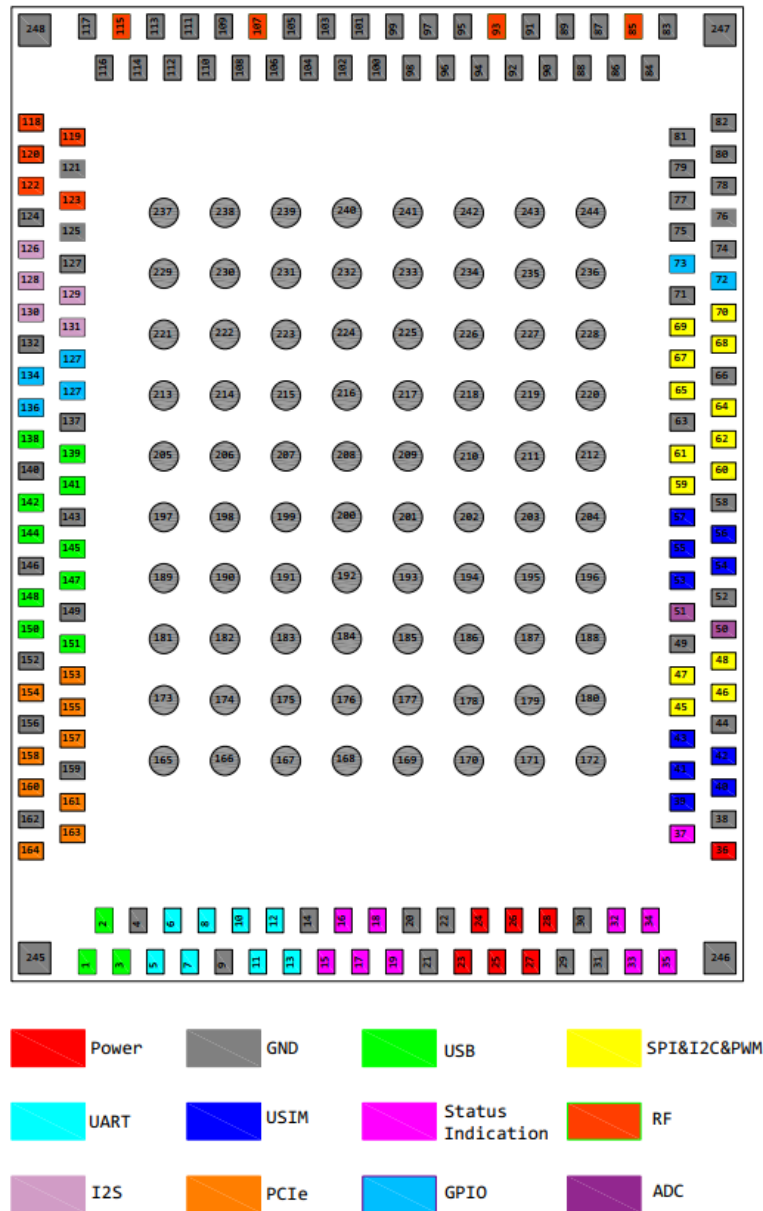 248 117 115 113 111 109 107 105 103 101 99 97 95 93 91 89 87 85 83 247
116 114 112 110 108 106 104 102 100 98 96 94 92 90 88 86 84
118 82
119 81
120 80
121 79
122 78
123 77
237 238 239 240 241 242 243 244
124 76
125 75
126 74
127 73
229 230 231 232 233 234 235 236
128 72
129 71
130 70
131 69
221 222 223 224 225 226 227 228
132 68
127 67
134 66
127 65
213 214 215 216 217 218 219 220
136 64
137 63
138 62
139 61
205 206 207 208 209 210 211 212
140 60
141 59
142 58
143 57
197 198 199 200 201 202 203 204
144 56
145 55
146 54
147 53
189 190 191 192 193 194 195 196
148 52
149 51
150 50
151 49
181 182 183 184 185 186 187 188
152 48
153 47
154 46
155 45
173 174 175 176 177 178 179 180
156 44
157 43
158 42
159 41
165 166 167 168 169 170 171 172
160 40
161 39
162 38
163 37
164 36
2 4 6 8 10 12 14 16 18 20 22 24 26 28 30 32 34
245 1 3 5 7 9 11 13 15 17 19 21 23 25 27 29 31 33 35 246
Power GND USB SPI&I2C&PWM
UART USIM Status
Indication RF
I2S PCIe GPIO ADC